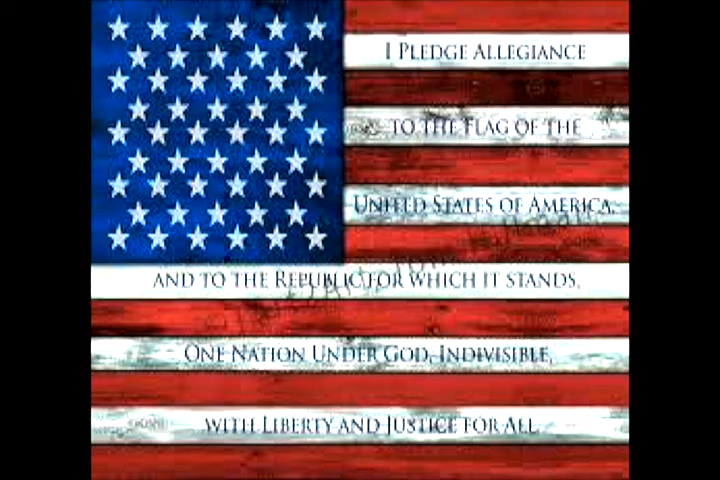 I PLEDGE ALLEGIANCE
TO THE FLAG OF THE
UNITED STATES OF AMERICA,
AND TO THE REPUBLIC FOR WHICH IT STANDS,
ONE NATION UNDER GOD, INDIVISIBLE,
WITH LIBERTY AND JUSTICE FOR ALL.